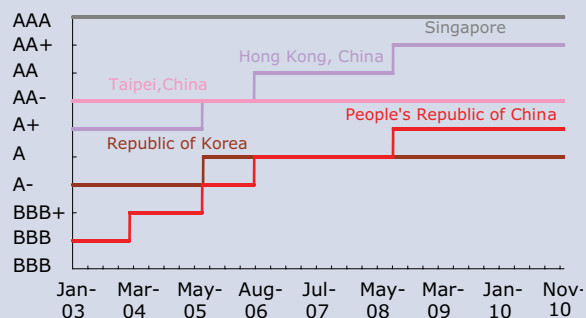 AAA
AA+
AA
AA-
A+
A
A-
BBB+
BBB
BBB
Singapore
Hong Kong, China
Taipei,China
People's Republic of China
Republic of Korea
Jan-03
Mar-04
May-05
Aug-06
Jul-07
May-08
Mar-09
Jan-10
Nov-10